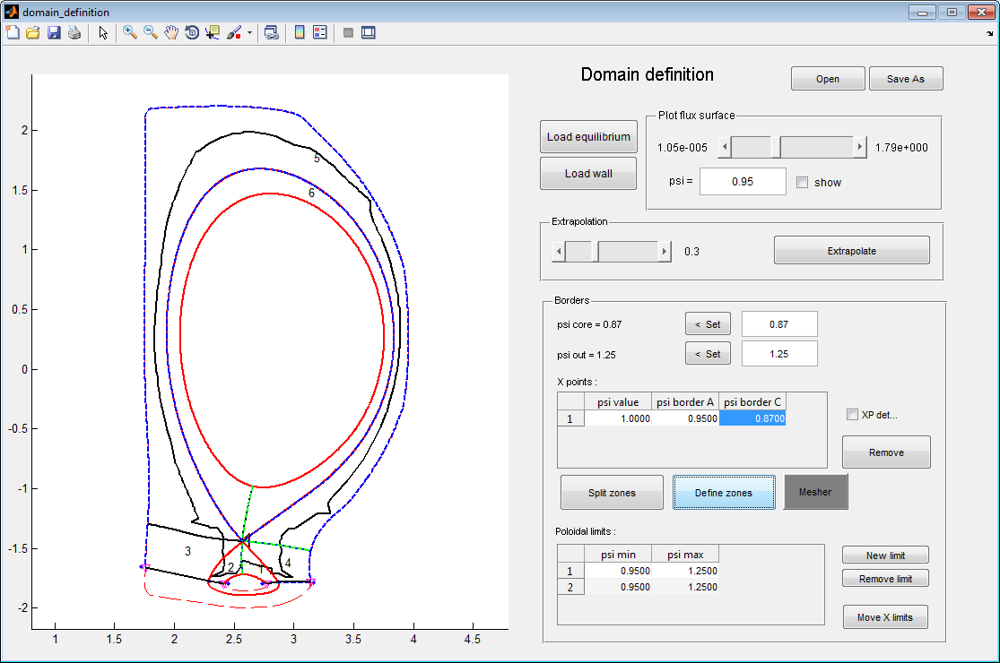 domain_definition
Domain definition
Open
Save As
Load equilibrium
Load wall
Plot flux surface
1.05e-005
1.79e+000
psi =
0.95
show
Extrapolation
0.3
Extrapolate
Borders
psi core = 0.87
< Set
0.87
psi out = 1.25
< Set
1.25
X points :
psi value psi border A psi border C
1 1.0000 0.9500 0.8700
XP det...
Remove
Split zones
Define zones
Mesher
Poloidal limits :
psi min psi max
1 0.9500 1.2500
2 0.9500 1.2500
New limit
Remove limit
Move X limits
2
1.5
1
0.5
0
-0.5
-1
-1.5
-2
1 1.5 2 2.5 3 3.5 4 4.5
5
6
3
2
1
4